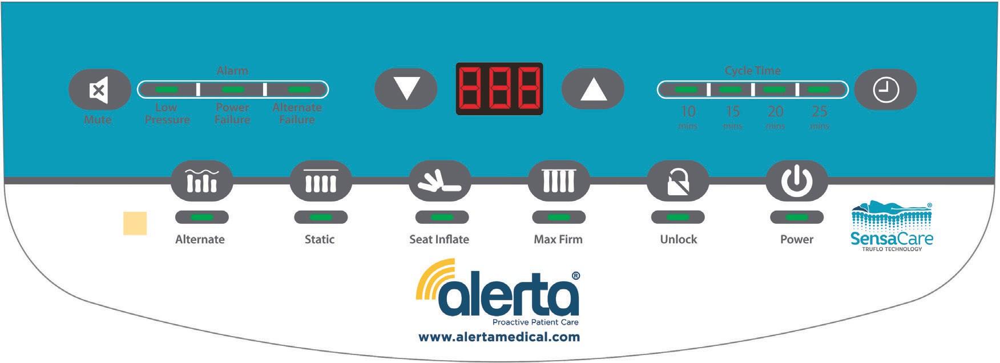 Alarm
Cycle Time
Mute
Low
Pressure
Power
Failure
Alternate
Failure
888
10
mins
15
mins
20
mins
25
mins
Alternate
Static
Seat Inflate
Max Firm
Unlock
Power
®
SensaCare
TRUFLO TECHNOLOGY
alerta®
Proactive Patient Care
www.alertamedical.com